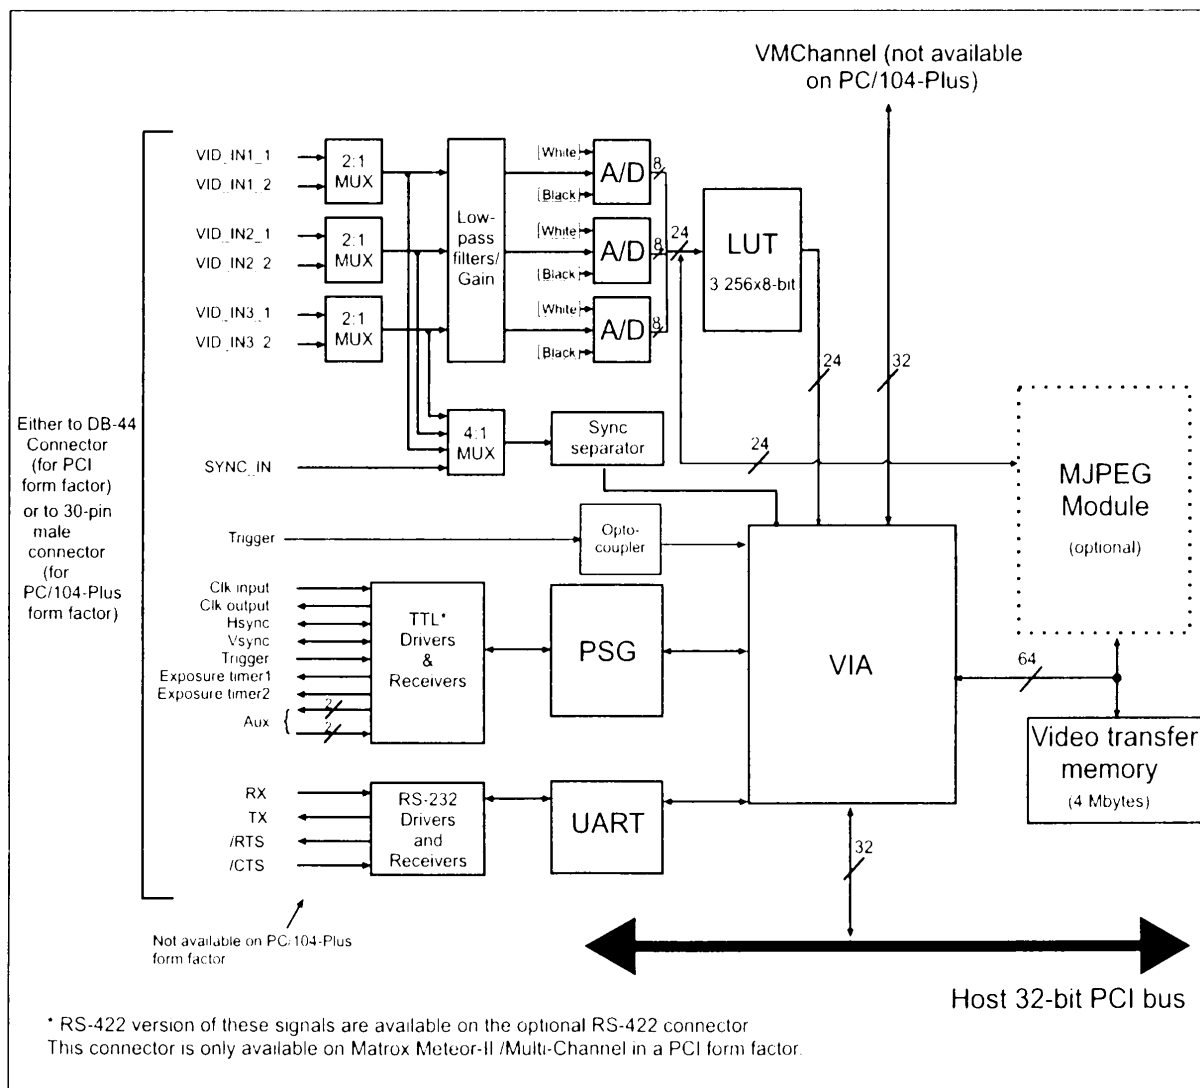 VMChannel (not available
on PC/104-Plus)
VID_IN1_1
VID_IN1_2
2:1
MUX
VID_IN2_1
VID_IN2_2
2:1
MUX
VID_IN3_1
VID_IN3_2
2:1
MUX
Low-
pass
filters/
Gain
[White]
[Black]
A/D
8
[White]
[Black]
A/D
8
[White]
[Black]
A/D
8
24
LUT
3 256x8-bit
24
32
SYNC_IN
4:1
MUX
Sync
separator
24
MJPEG
Module
(optional)
Either to DB-44
Connector
(for PCI
form factor)
or to 30-pin
male
connector
(for
PC/104-Plus
form factor)
Trigger
Opto-
coupler
Clk input
Clk output
Hsync
Vsync
Trigger
Exposure timer1
Exposure timer2
Aux
2
2
TTL*
Drivers
&
Receivers
PSG
VIA
64
Video transfer
memory
(4 Mbytes)
RX
TX
/RTS
/CTS
RS-232
Drivers
and
Receivers
UART
32
Not available on PC/104-Plus
form factor
Host 32-bit PCI bus
* RS-422 version of these signals are available on the optional RS-422 connector
This connector is only available on Matrox Meteor-II /Multi-Channel in a PCI form factor.